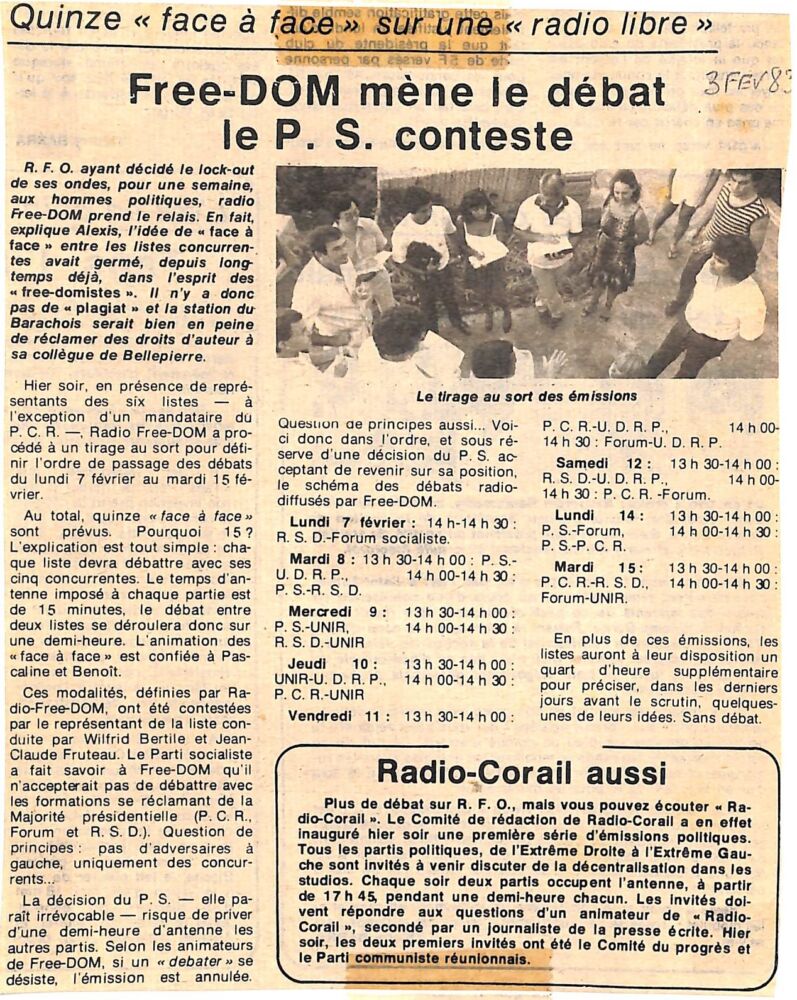 Quinze « face à face » sur une « radio libre »
Free-DOM mène le débat
le P. S. conteste
3 FEV 83
R. F. O. ayant décidé le lock-out
de ses ondes, pour une semaine,
aux hommes politiques, radio
Free-DOM prend le relais. En fait,
explique Alexis, l'idée de « face à
face » entre les listes concurren-
tes avait germé, depuis long-
temps déjà, dans l'esprit des
« free-domistes ». Il n'y a donc
pas de « plagiat » et la station du
Barachois serait bien en peine
de réclamer des droits d'auteur à
sa collègue de Bellepierre.
Hier soir, en présence de repré-
sentants des six listes — à
l'exception d'un mandataire du
P. C. R. —, Radio Free-DOM a pro-
cédé à un tirage au sort pour défi-
nir l'ordre de passage des débats
du lundi 7 février au mardi 15 fé-
vrier.
Au total, quinze « face à face »
sont prévus. Pourquoi 15 ?
L'explication est tout simple : cha-
que liste devra débattre avec ses
cinq concurrentes. Le temps d'an-
tenne imposé à chaque partie est
de 15 minutes, le débat entre
deux listes se déroulera donc sur
une demi-heure. L'animation des
« face à face » est confiée à Pas-
caline et Benoît.
Ces modalités, définies par Ra-
dio-Free-DOM, ont été contestées
par le représentant de la liste con-
duite par Wilfrid Bertile et Jean-
Claude Fruteau. Le Parti socialiste
a fait savoir à Free-DOM qu'il
n'accepterait pas de débattre avec
les formations se réclamant de la
Majorité présidentielle (P. C. R.,
Forum et R. S. D.). Question de
principes : pas d'adversaires à
gauche, uniquement des concur-
rents...
La décision du P. S. — elle pa-
raît irrévocable — risque de priver
d'une demi-heure d'antenne les
autres partis. Selon les animateurs
de Free-DOM, si un « debater » se
désiste, l'émission est annulée.
Le tirage au sort des émissions
Question de principes aussi... Voi-
ci donc dans l'ordre, et sous ré-
serve d'une décision du P. S. ac-
ceptant de revenir sur sa position,
le schéma des débats radio-
diffusés par Free-DOM.
Lundi 7 février : 14 h-14 h 30 :
R. S. D.-Forum socialiste.
Mardi 8 : 13 h 30-14 h 00 : P. S.-
U. D. R. P., 14 h 00-14 h 30 :
P. S.-R. S. D.
Mercredi 9 : 13 h 30-14 h 00 :
P. S.-UNIR, 14 h 00-14 h 30 :
R. S. D.-UNIR
Jeudi 10 : 13 h 30-14 h 00 :
UNIR-U. D. R. P., 14 h 00-14 h 30 :
P. C. R.-UNIR
Vendredi 11 : 13 h 30-14 h 00 :
P. C. R.-U. D. R. P., 14 h 00-
14 h 30 : Forum-U. D. R. P.
Samedi 12 : 13 h 30-14 h 00 :
R. S. D.-U. D. R. P., 14 h 00-
14 h 30 : P. C. R. -Forum.
Lundi 14 : 13 h 30-14 h 00 :
P. S.-Forum, 14 h 00-14 h 30 :
P. S.-P. C. R.
Mardi 15 : 13 h 30-14 h 00 :
P. C. R.-R. S. D., 14 h 00-14 h 30 :
Forum-UNIR.
En plus de ces émissions, les
listes auront à leur disposition un
quart d'heure supplémentaire
pour préciser, dans les derniers
jours avant le scrutin, quelques-
unes de leurs idées. Sans débat.
Radio-Corail aussi
Plus de débat sur R. F. O., mais vous pouvez écouter « Ra-
dio-Corail ». Le Comité de rédaction de Radio-Corail a en effet
inauguré hier soir une première série d'émissions politiques.
Tous les partis politiques, de l'Extrême Droite à l'Extrême Gau-
che sont invités à venir discuter de la décentralisation dans les
studios. Chaque soir deux partis occupent l'antenne, à partir
de 17 h 45, pendant une demi-heure chacun. Les invités doi-
vent répondre aux questions d'un animateur de « Radio-
Corail », secondé par un journaliste de la presse écrite. Hier
soir, les deux premiers invités ont été le Comité du progrès et
le Parti communiste réunionnais.